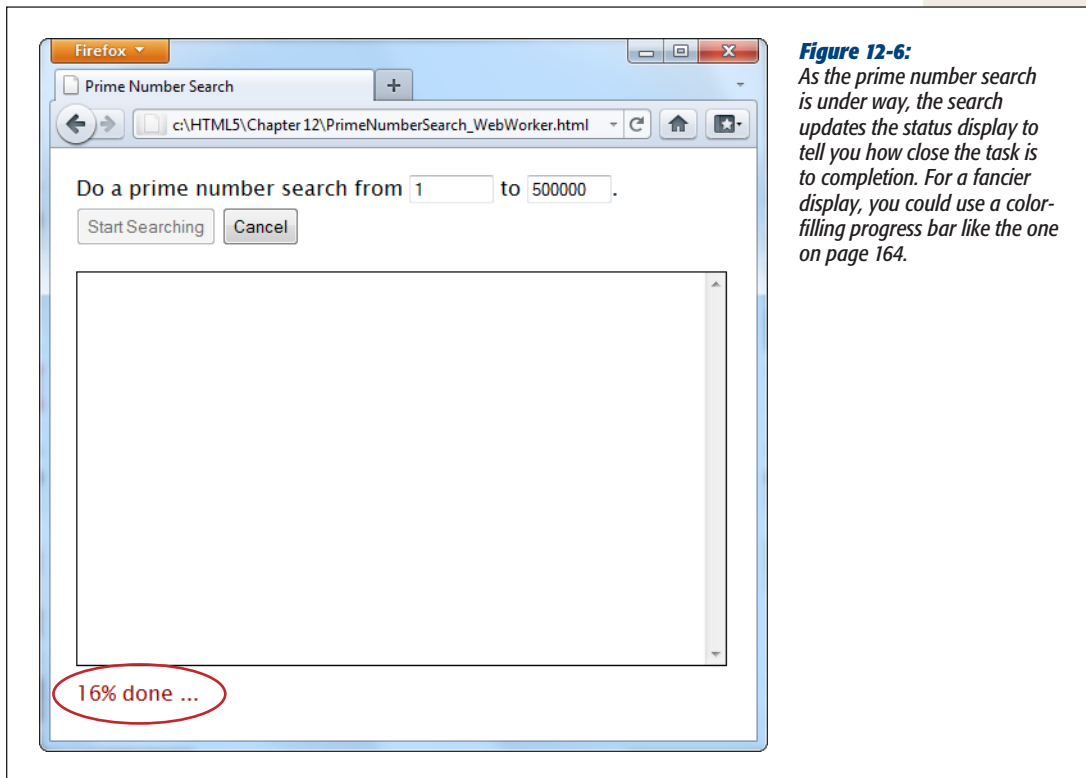 Firefox
Prime Number Search
c:\HTML5\Chapter 12\PrimeNumberSearch_WebWorker.html
Do a prime number search from 1 to 500000 .
Start Searching Cancel
16% done ...
Figure 12-6:
As the prime number search
is under way, the search
updates the status display to
tell you how close the task is
to completion. For a fancier
display, you could use a color-
filling progress bar like the one
on page 164.